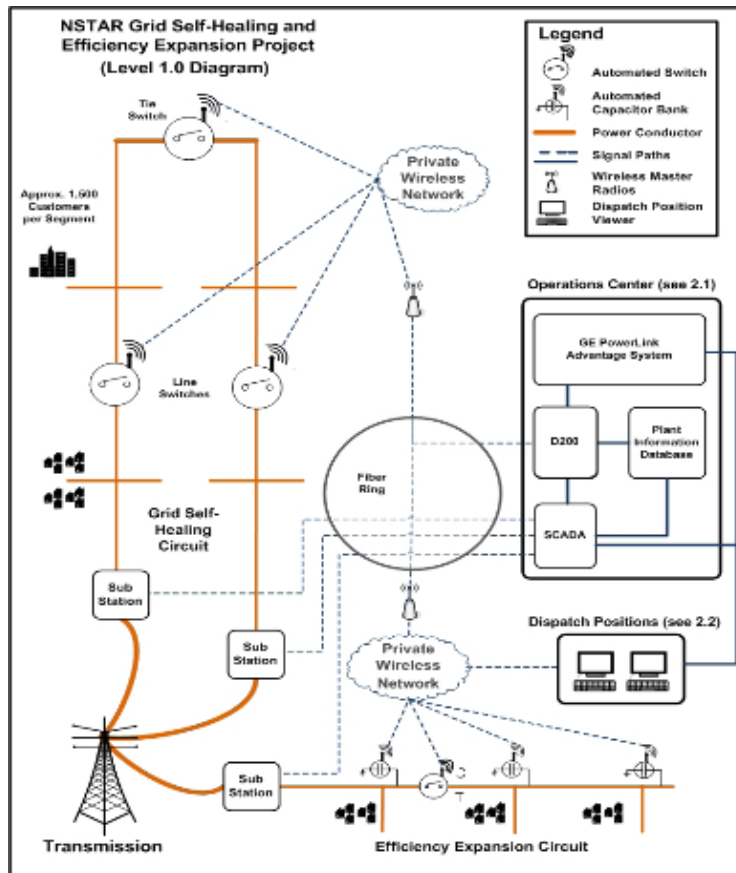 NSTAR Grid Self-Healing and
Efficiency Expansion Project
(Level 1.0 Diagram)
Legend
Automated Switch
Automated
Capacitor Bank
Power Conductor
Signal Paths
Wireless Master
Radios
Dispatch Position
Viewer
Tie
Switch
Private
Wireless
Network
Approx. 1,500
Customers
per Segment
Operations Center (see 2.1)
GE PowerLink
Advantage System
Line
Switches
D200
Plant
Information
Database
Fiber
Ring
SCADA
Grid Self-
Healing
Circuit
Sub
Station
Sub
Station
Dispatch Positions (see 2.2)
Private
Wireless
Network
Sub
Station
C
T
Transmission
Efficiency Expansion Circuit